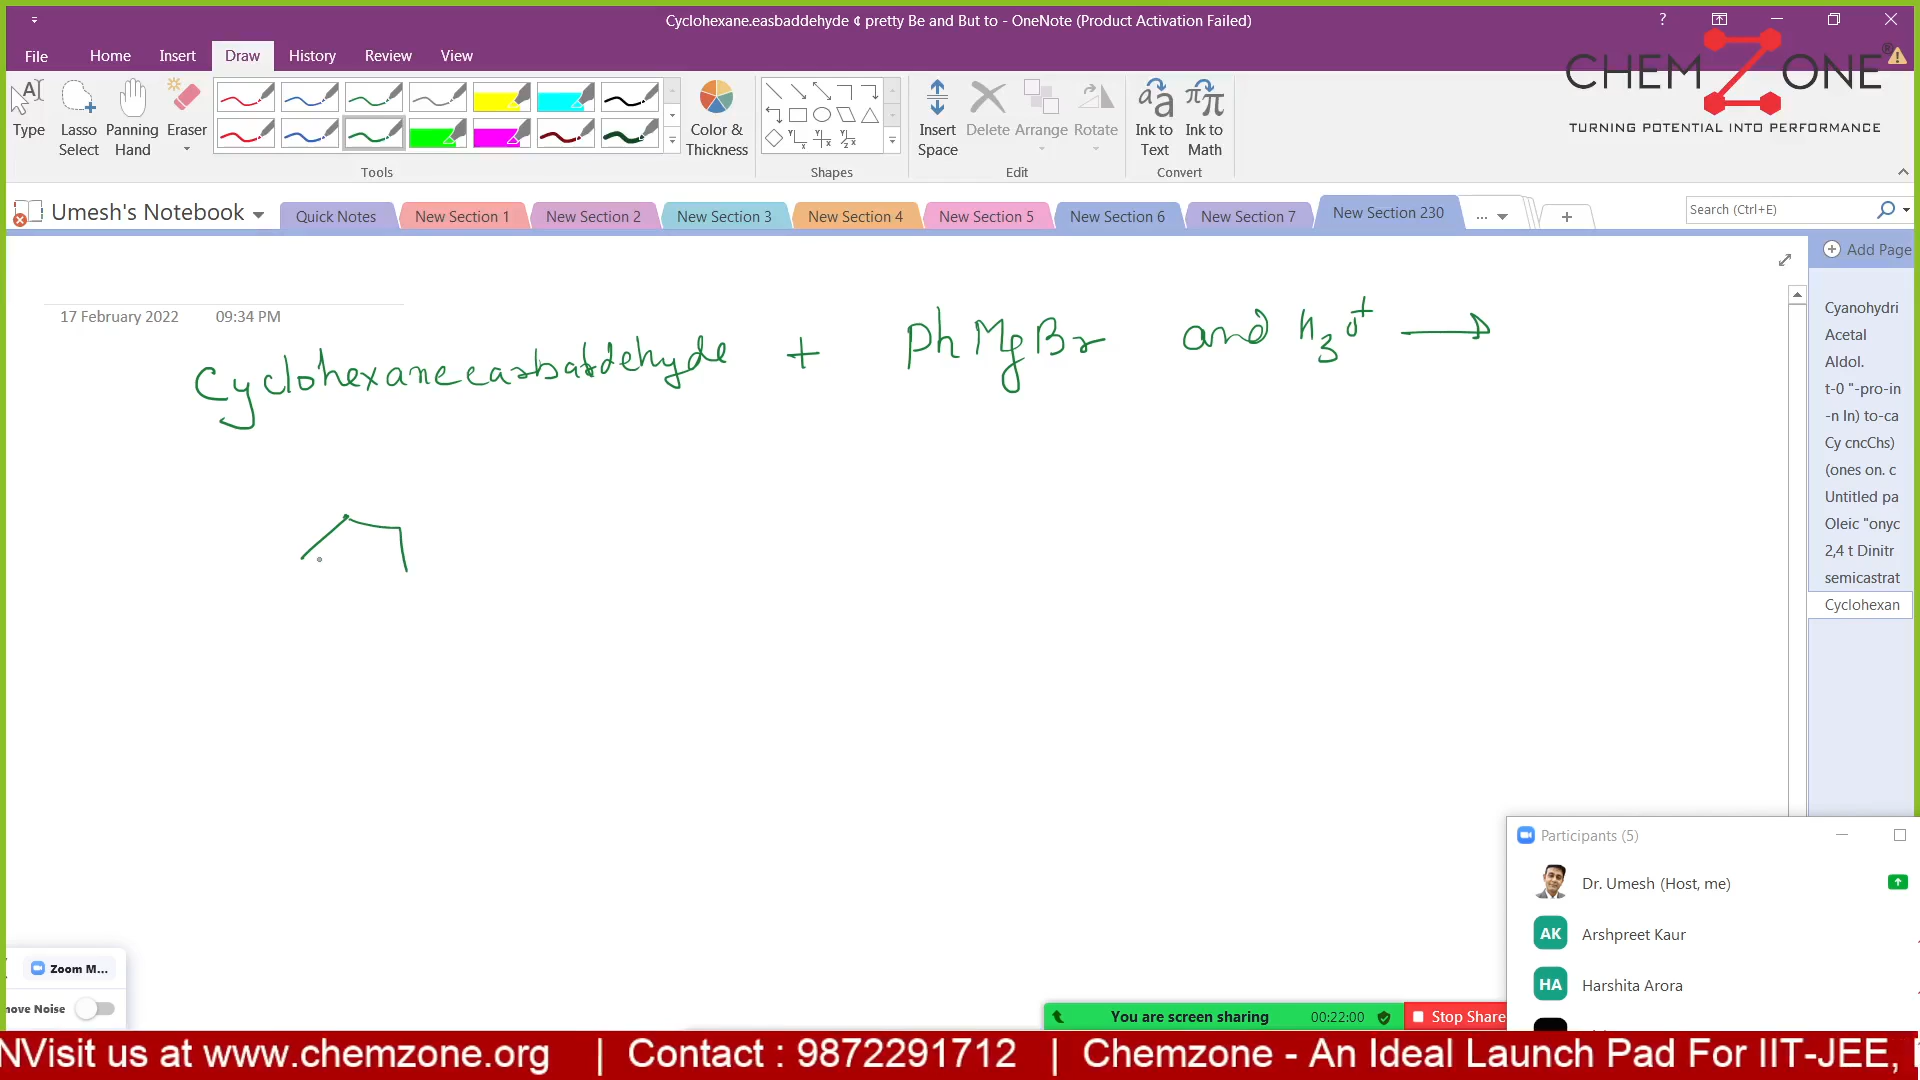 Cyclohexane.easbaddehyde ¢ pretty Be and But to - OneNote (Product Activation Failed)
?
File Home Insert Draw History Review View
CHEMZONE®
TURNING POTENTIAL INTO PERFORMANCE
Type Lasso Select Panning Hand Eraser Color & Thickness Insert Space Delete Arrange Rotate Ink to Text Ink to Math
Tools Shapes Edit Convert
Umesh's Notebook Quick Notes New Section 1 New Section 2 New Section 3 New Section 4 New Section 5 New Section 6 New Section 7 New Section 230 ... + Search (Ctrl+E)
Add Page
17 February 2022 09:34 PM
Cyclohexanecarbaldehyde + PhMgBr and H3O+ →
Cyanohydri
Acetal
Aldol.
t-0 "-pro-in
-n In) to-ca
Cy cncChs)
(ones on. c
Untitled pa
Oleic "onyc
2,4 t Dinitr
semicastrat
Cyclohexan
Participants (5)
Dr. Umesh (Host, me)
AK Arshpreet Kaur
HA Harshita Arora
Zoom M...
nove Noise
You are screen sharing 00:22:00 Stop Share
NVisit us at www.chemzone.org | Contact : 9872291712 | Chemzone - An Ideal Launch Pad For IIT-JEE,